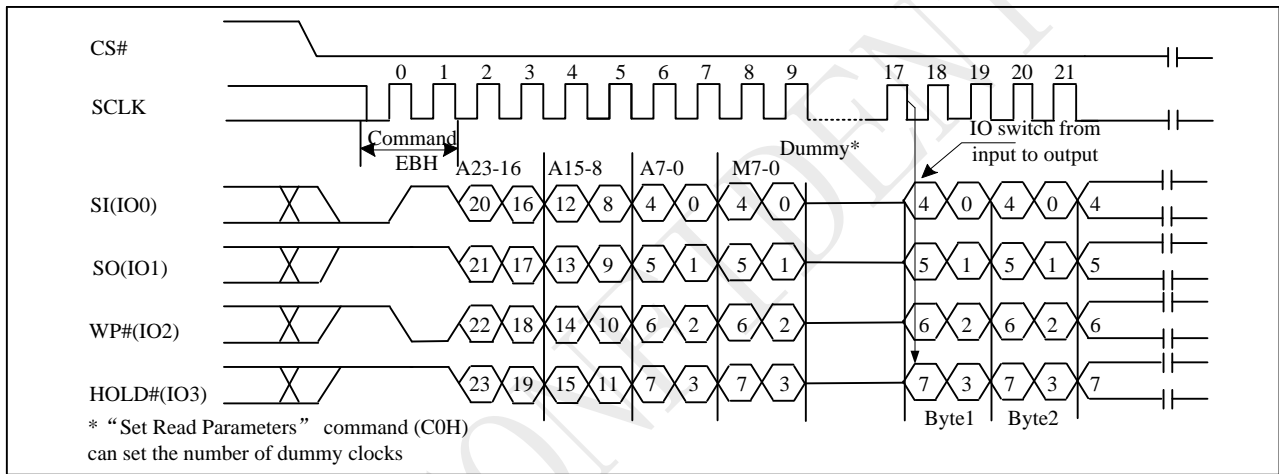 CS#
0 1 2 3 4 5 6 7 8 9 17 18 19 20 21
SCLK
Command
EBH
Dummy*
IO switch from
input to output
A23-16 A15-8 A7-0 M7-0
SI(IO0) 20 16 12 8 4 0 4 0 4 0 4 0 4
SO(IO1) 21 17 13 9 5 1 5 1 5 1 5 1 5
WP#(IO2) 22 18 14 10 6 2 6 2 6 2 6 2 6
HOLD#(IO3) 23 19 15 11 7 3 7 3 7 3 7 3 7
Byte1 Byte2
* “Set Read Parameters” command (C0H)
can set the number of dummy clocks
CONFIDENT